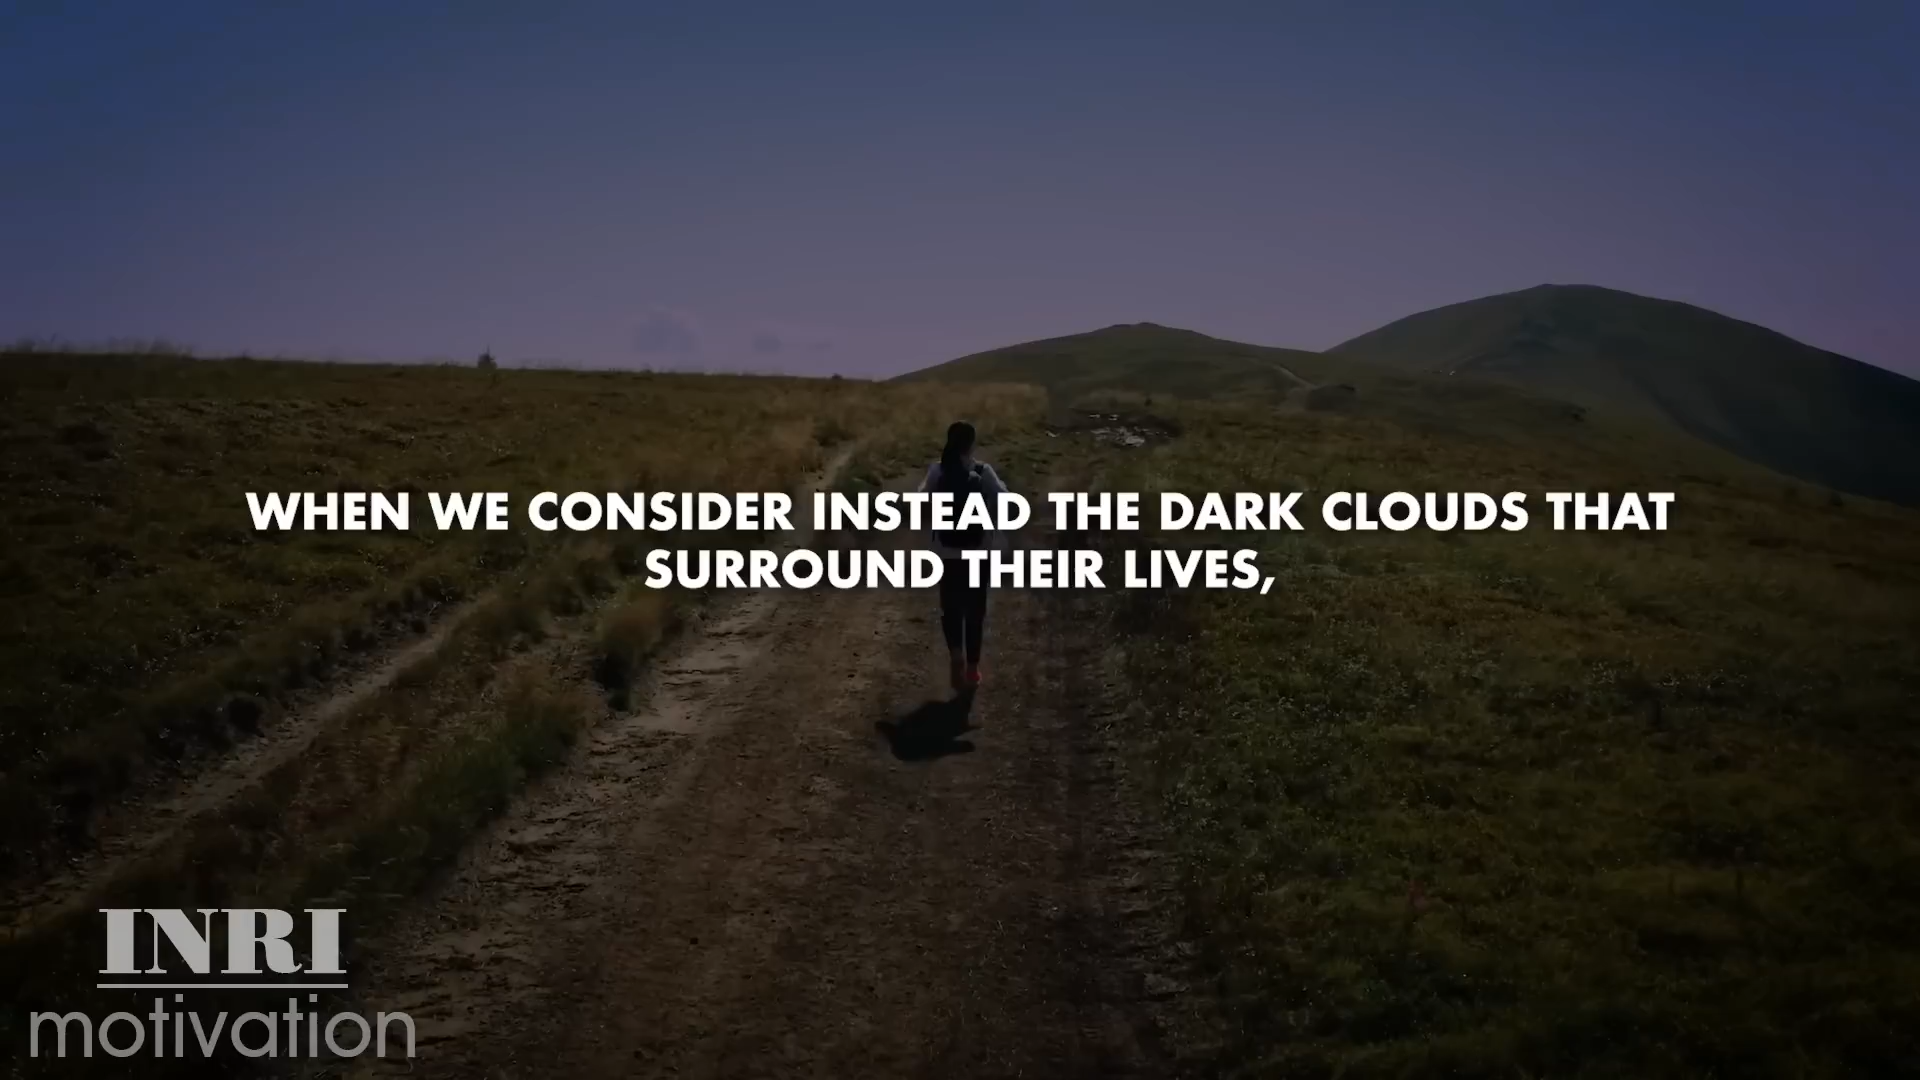 WHEN WE CONSIDER INSTEAD THE DARK CLOUDS THAT
SURROUND THEIR LIVES,
INRI
motivation